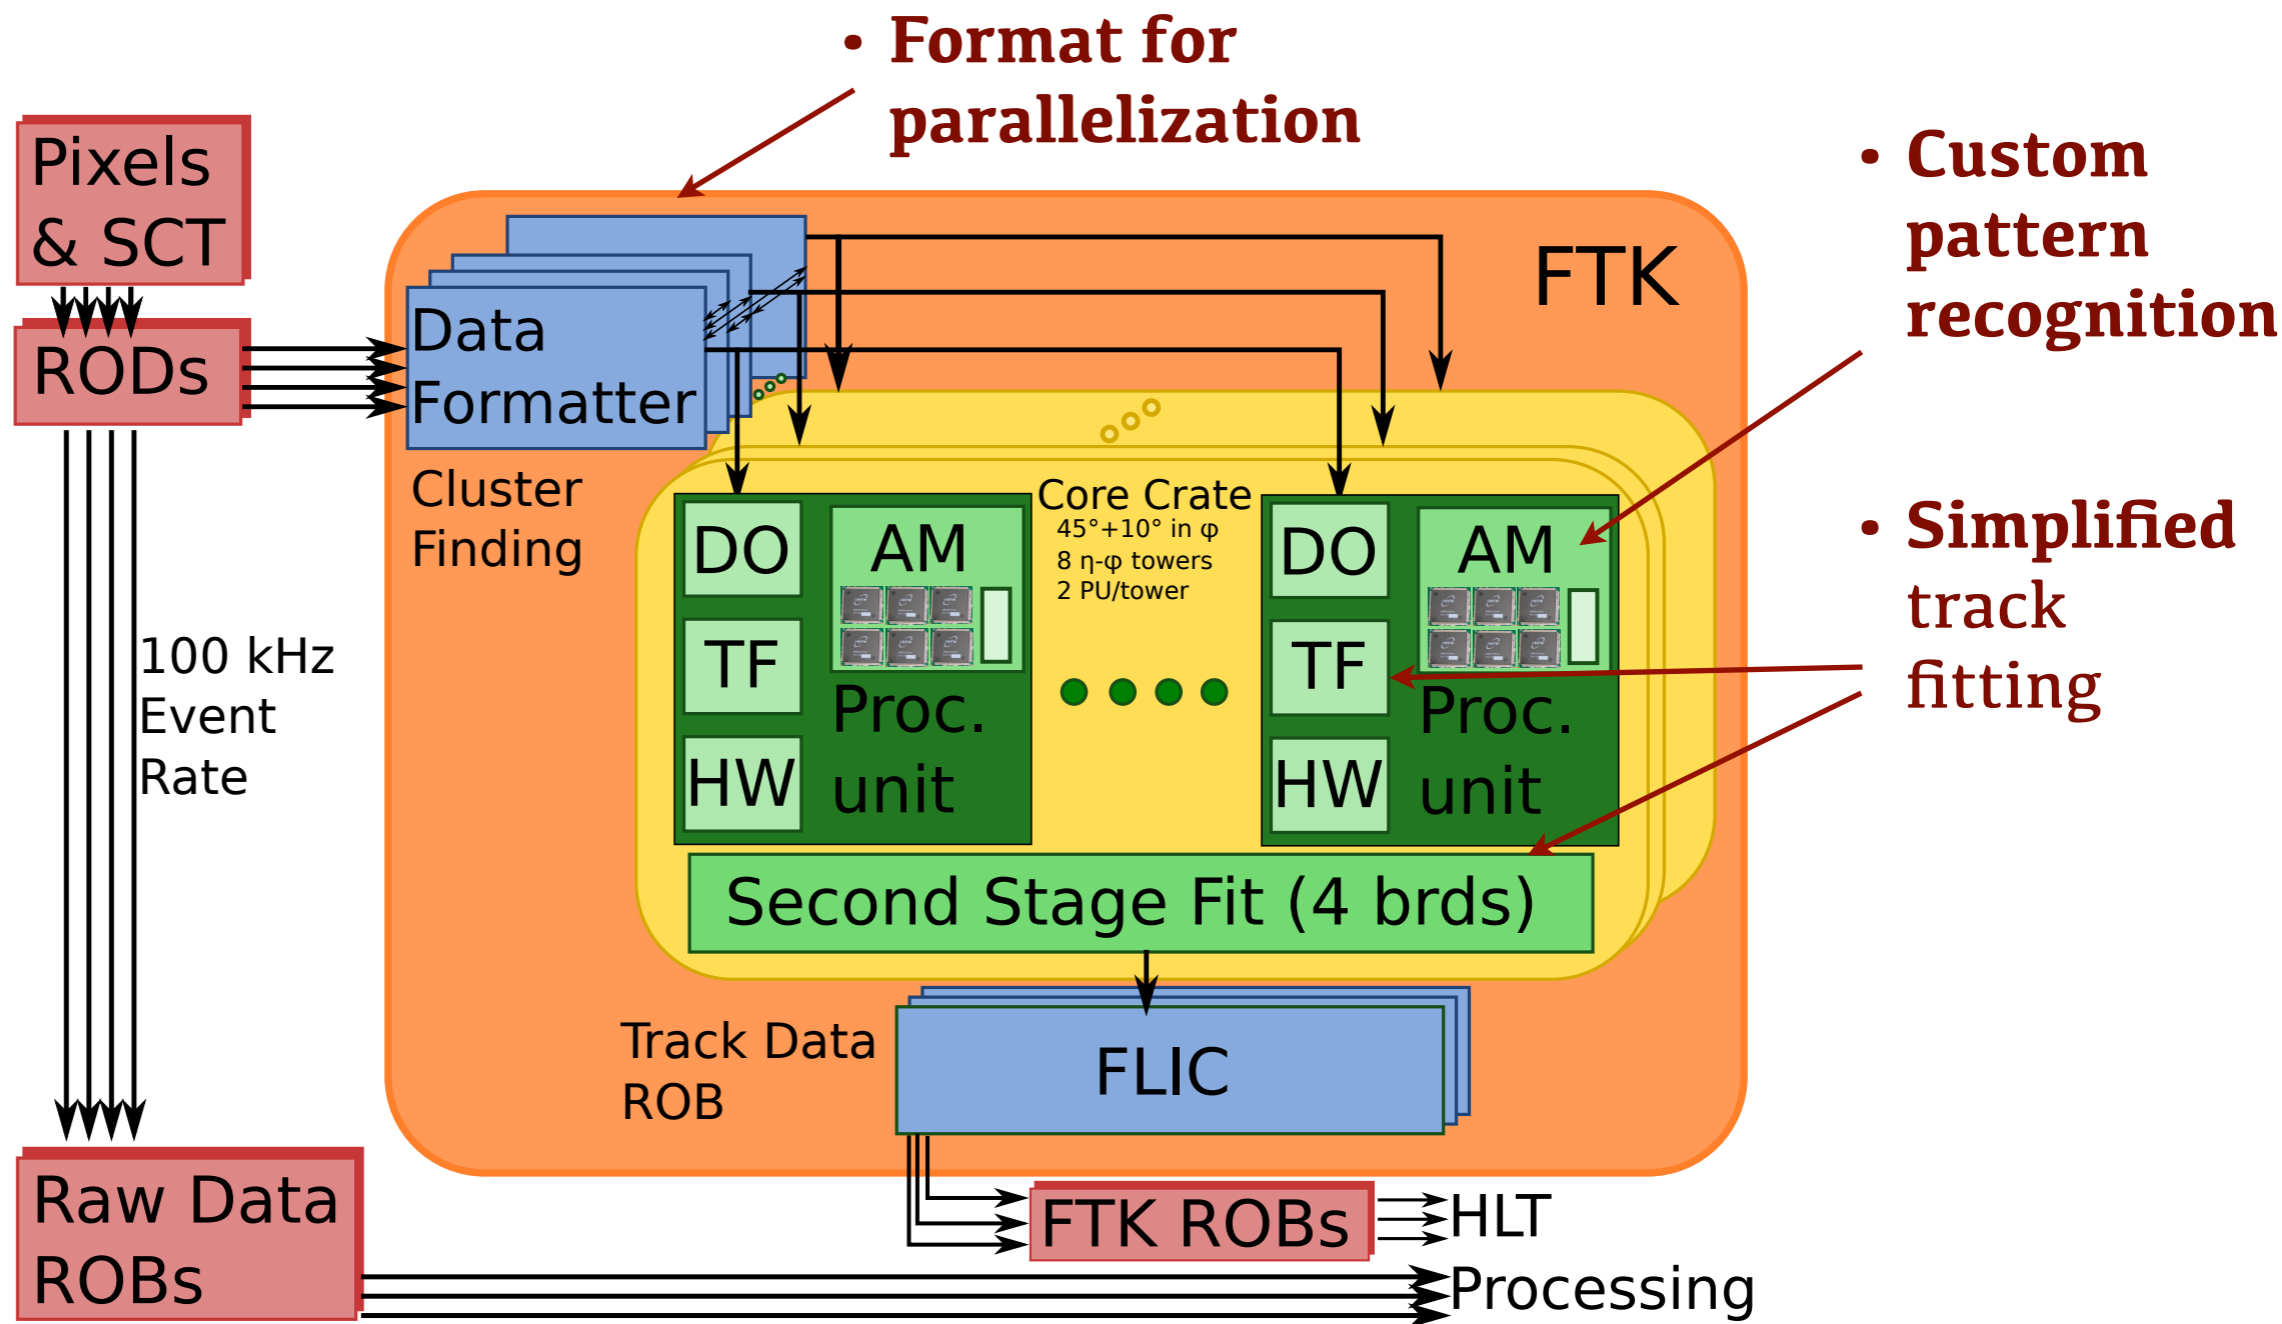 • Format for
parallelization
Pixels
& SCT
• Custom
pattern
recognition
FTK
RODs
Data
Formatter
Cluster
Finding
Core Crate
45°+10° in φ
8 η-φ towers
2 PU/tower
DO
AM
TF
HW
Proc.
unit
DO
AM
TF
HW
Proc.
unit
• Simplified
track
fitting
100 kHz
Event
Rate
Second Stage Fit (4 brds)
Track Data
ROB
FLIC
Raw Data
ROBs
FTK ROBs
HLT
Processing